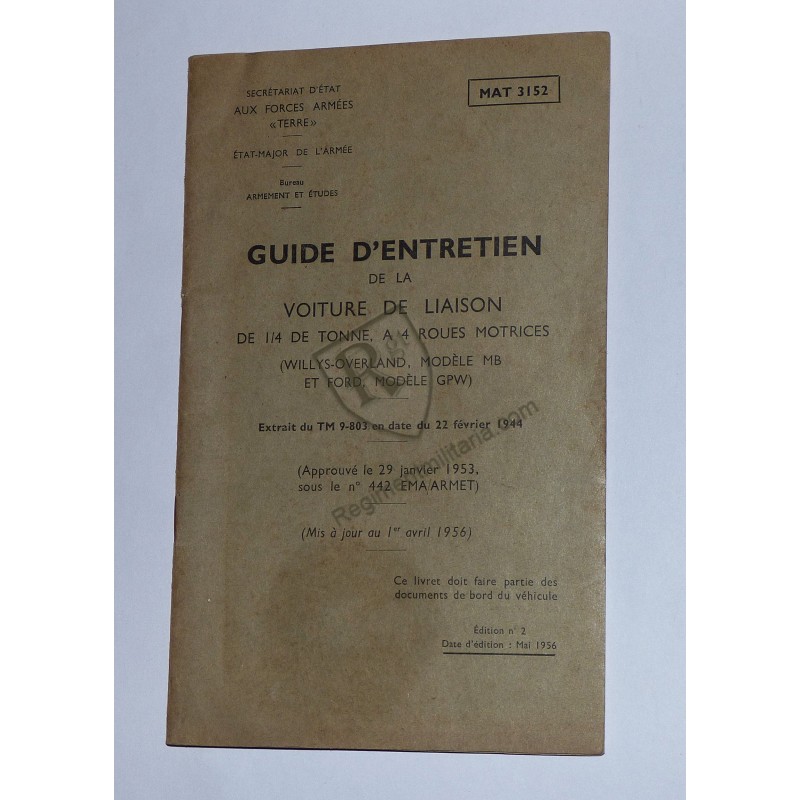 SECRÉTARIAT D'ÉTAT
AUX FORCES ARMÉES
«TERRE»
ÉTAT-MAJOR DE L'ARMÉE
Bureau
ARMEMENT ET ÉTUDES
MAT 3152
GUIDE D'ENTRETIEN
DE LA
VOITURE DE LIAISON
DE 1/4 DE TONNE, A 4 ROUES MOTRICES
(WILLYS-OVERLAND, MODÈLE MB
ET FORD, MODÈLE GPW)
Extrait du TM 9-803 en date du 22 février 1944
(Approuvé le 29 janvier 1953,
sous le n° 442 EMA/ARMET)
(Mis à jour au 1er avril 1956)
Ce livret doit faire partie des
documents de bord du véhicule
Édition n° 2
Date d'édition : Mai 1956